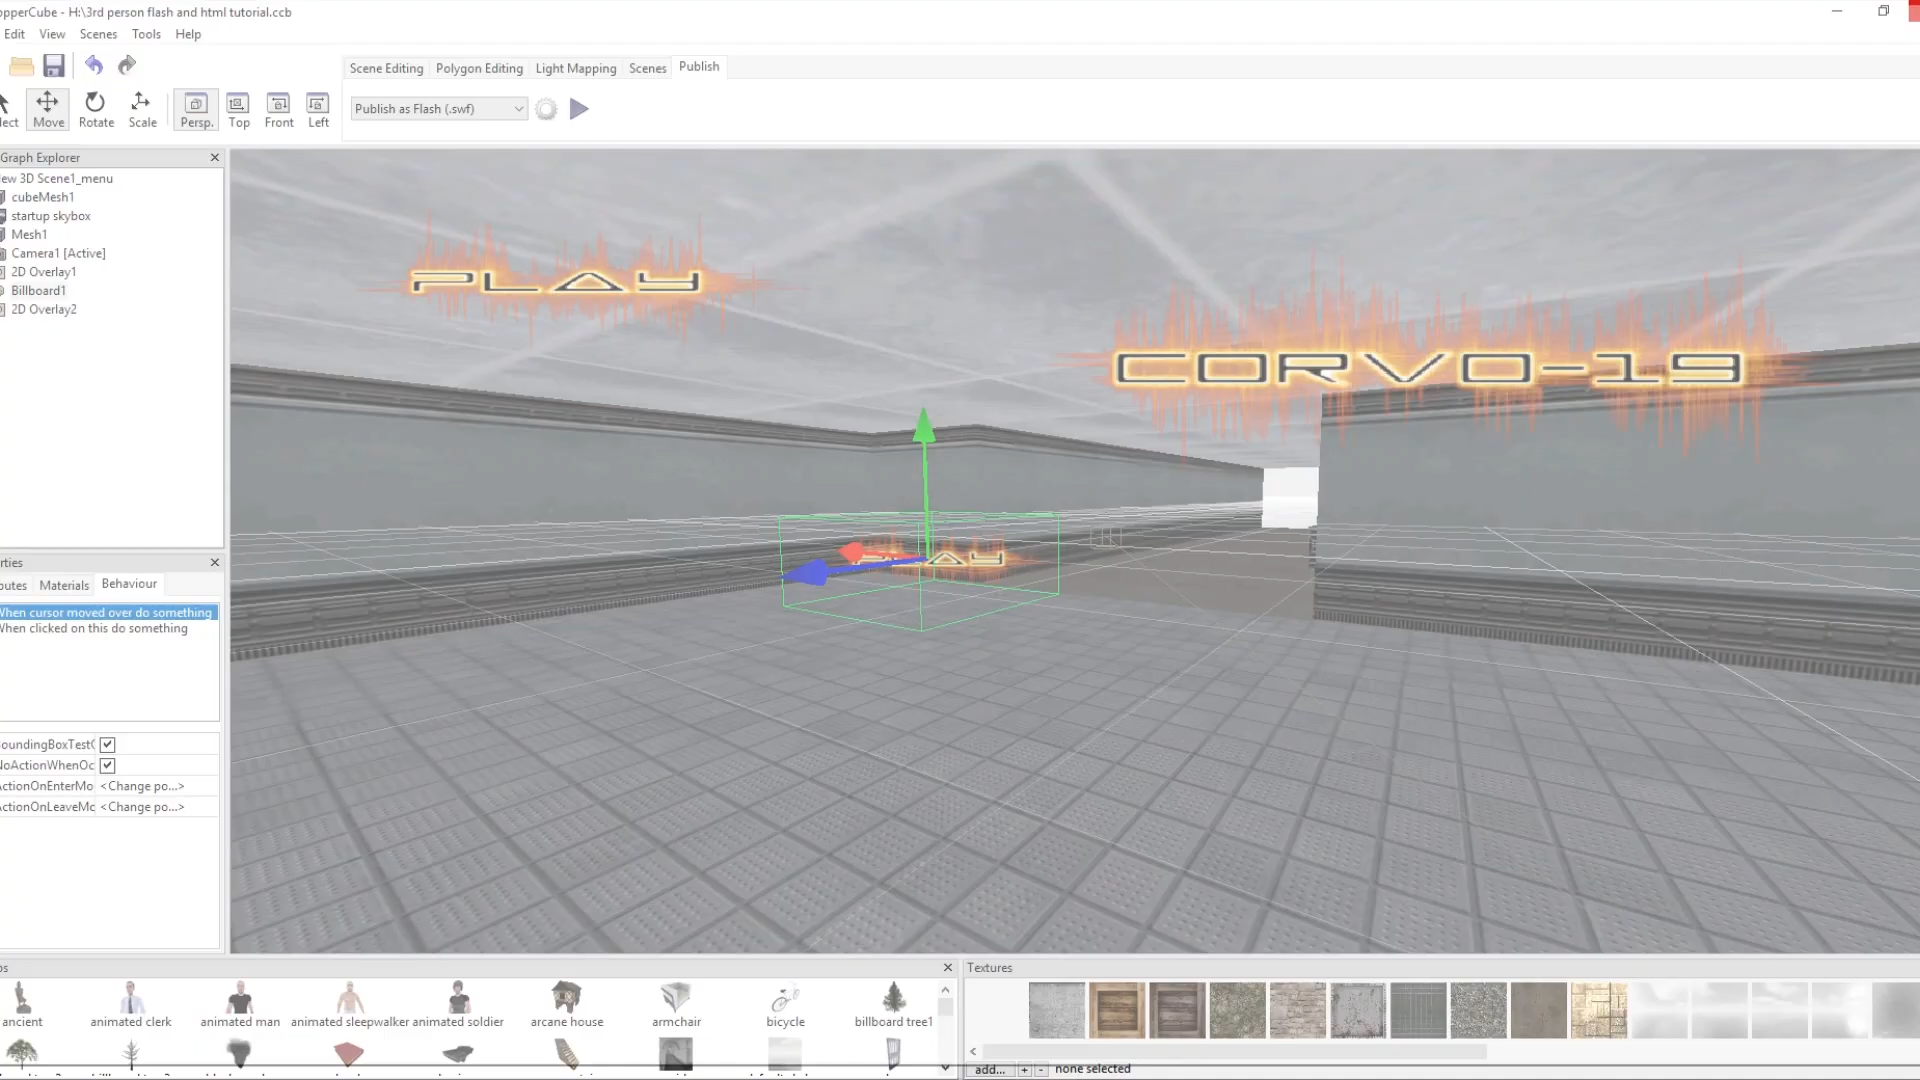 opperCube - H:\3rd person flash and html tutorial.ccb
Edit View Scenes Tools Help
Scene Editing Polygon Editing Light Mapping Scenes Publish
Publish as Flash (.swf)
lect Move Rotate Scale Persp. Top Front Left
Graph Explorer
ew 3D Scene1_menu
cubeMesh1
startup skybox
Mesh1
Camera1 [Active]
2D Overlay1
Billboard1
2D Overlay2
PLAY
CORVO-19
PLAY
rties
butes Materials Behaviour
When cursor moved over do something
When clicked on this do something
BoundingBoxTestO
NoActionWhenOc
ActionOnEnterMo <Change po...>
ActionOnLeaveMo <Change po...>
Textures
ancient animated clerk animated man animated sleepwalker animated soldier arcane house armchair bicycle billboard tree1
add... + - none selected